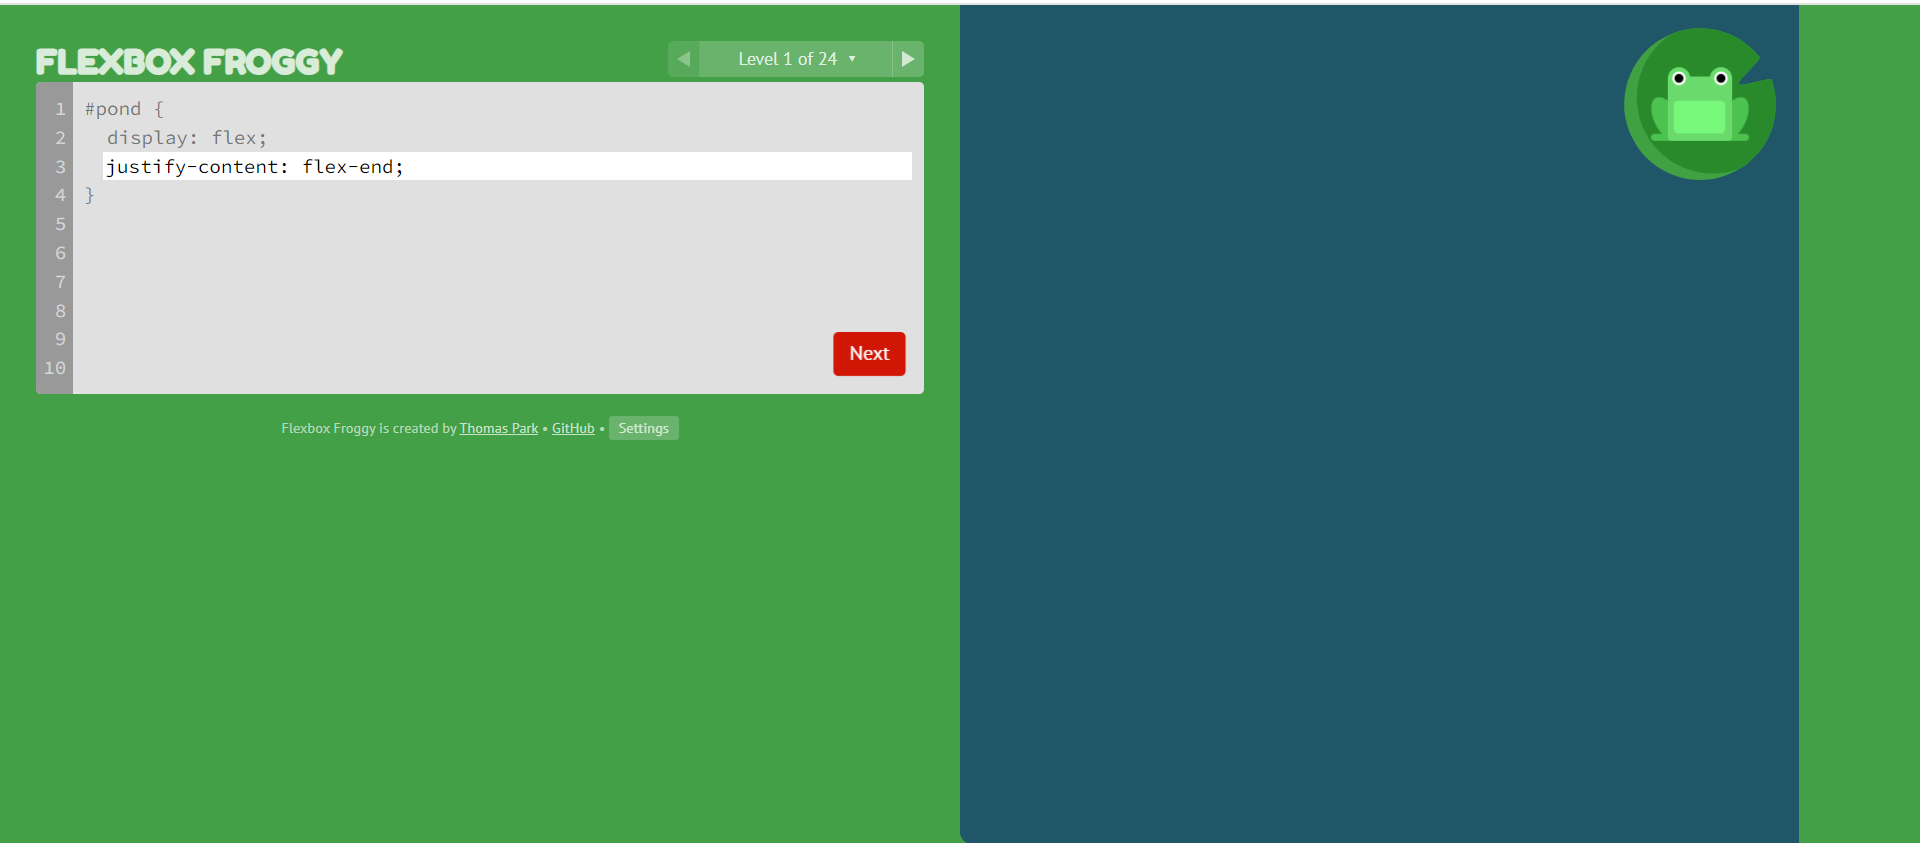 FLEXBOX FROGGY
◀ Level 1 of 24 ▼ ▶
1 #pond {
2   display: flex;
3   justify-content: flex-end;
4 }
5
6
7
8
9
10
Next
Flexbox Froggy is created by Thomas Park • GitHub • Settings